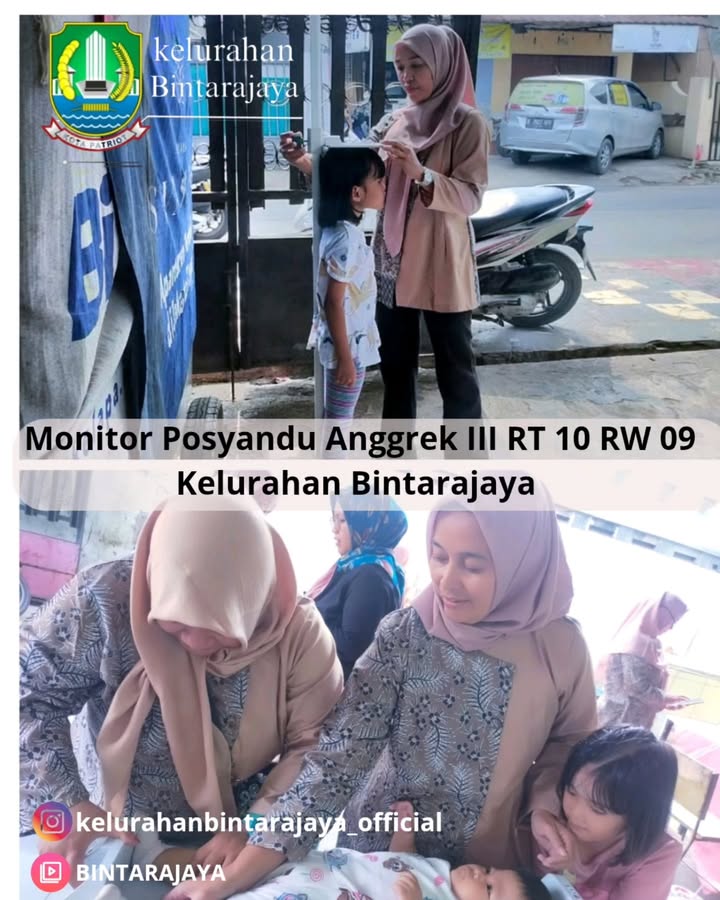 kelurahan
Bintarajaya
KOTA PATRIOT
Monitor Posyandu Anggrek III RT 10 RW 09
Kelurahan Bintarajaya
kelurahanbintarajaya_official
BINTARAJAYA